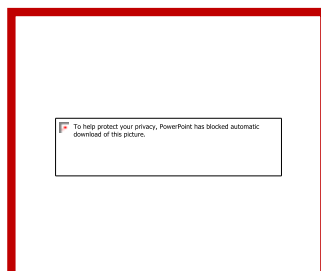 To help protect your privacy, PowerPoint has blocked automatic
download of this picture.